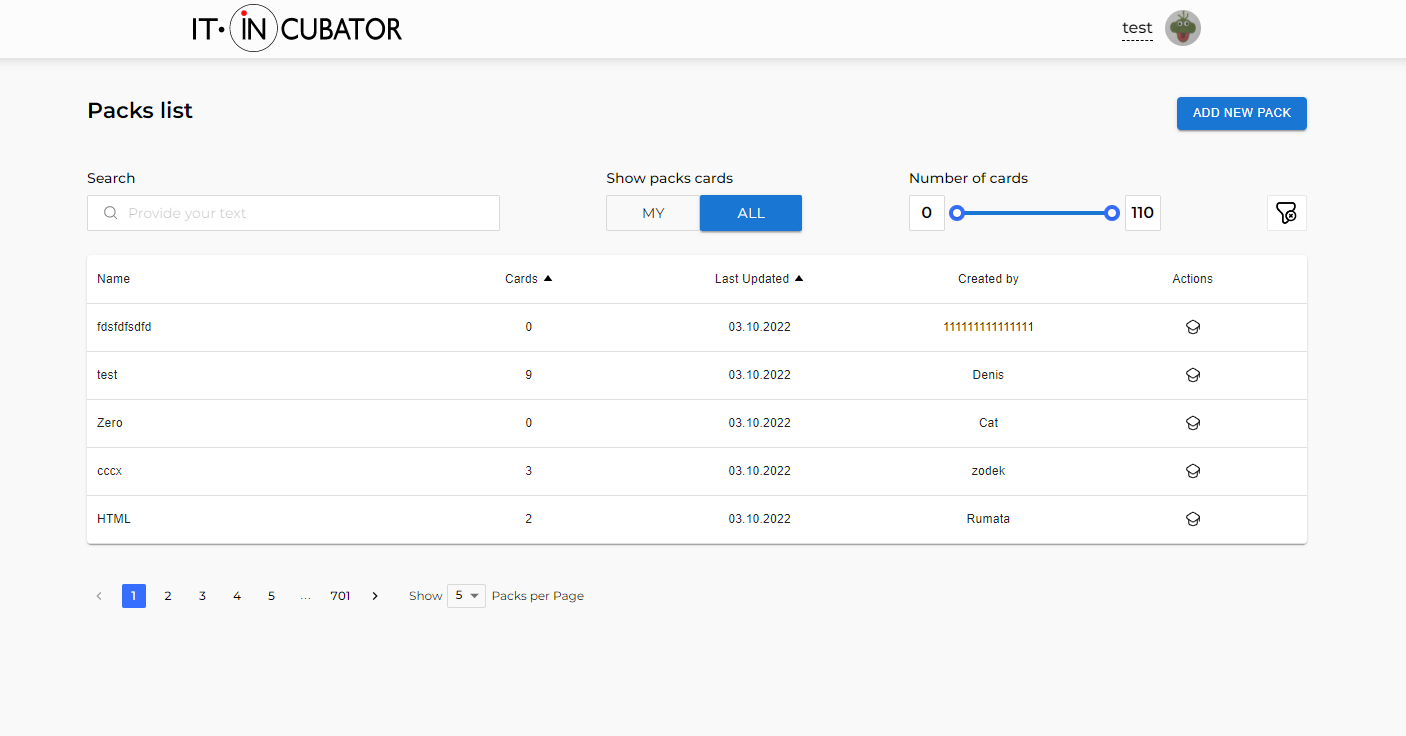 IT·INCUBATOR
test
Packs list
ADD NEW PACK
Search
Show packs cards
Number of cards
Provide your text
MY
ALL
0
110
Name Cards Last Updated Created by Actions
fdsfdfsdfd 0 03.10.2022 111111111111111
test 9 03.10.2022 Denis
Zero 0 03.10.2022 Cat
cccx 3 03.10.2022 zodek
HTML 2 03.10.2022 Rumata
1 2 3 4 5 ... 701 Show 5 Packs per Page